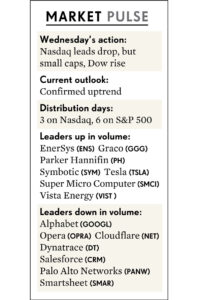 MARKET PULSE
Wednesday's action:
Nasdaq leads drop, but
small caps, Dow rise
Current outlook:
Confirmed uptrend
Distribution days:
3 on Nasdaq, 6 on S&P 500
Leaders up in volume:
EnerSys (ENS) Graco (GGG)
Parker Hannifin (PH)
Symbotic (SYM) Tesla (TSLA)
Super Micro Computer (SMCI)
Vista Energy (VIST )
Leaders down in volume:
Alphabet (GOOGL)
Opera (OPRA) Cloudflare (NET)
Dynatrace (DT)
Salesforce (CRM)
Palo Alto Networks (PANW)
Smartsheet (SMAR)